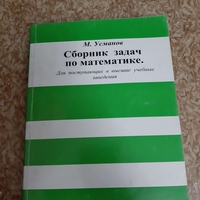 М. Усманов
Сборник задач
по математике.
Для поступающих в высшие учебные
заведения